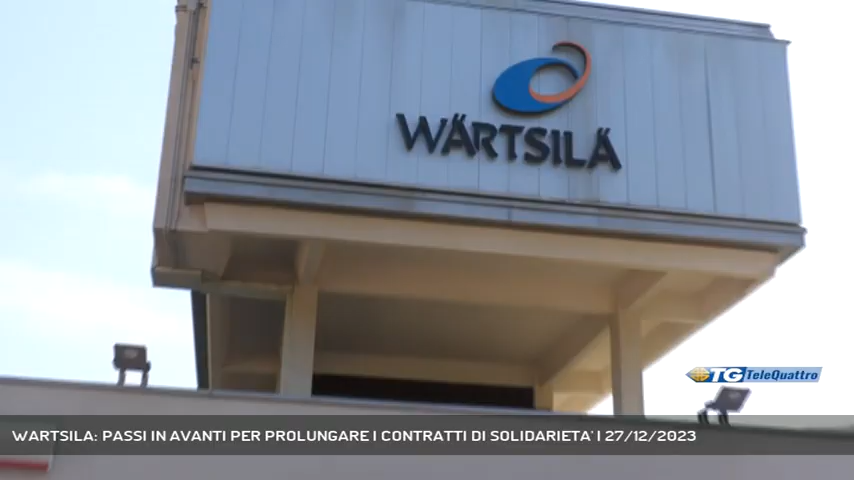 WÄRTSILÄ
TG TeleQuattro
WARTSILA: PASSI IN AVANTI PER PROLUNGARE I CONTRATTI DI SOLIDARIETA' | 27/12/2023